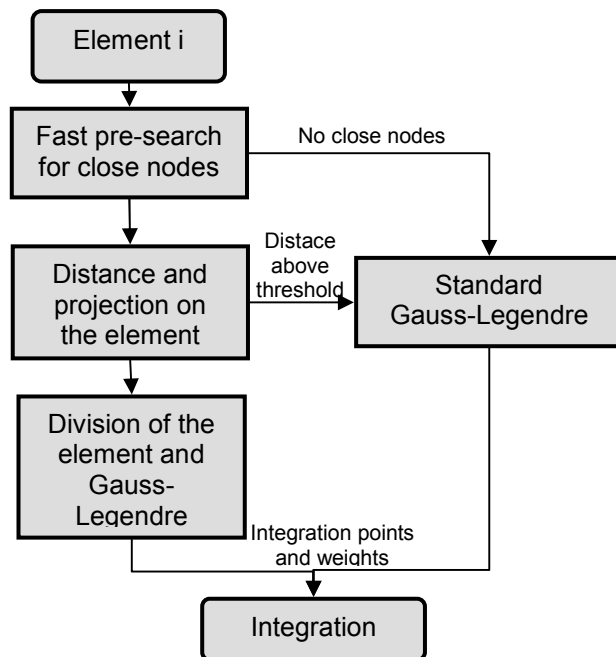 Element i
Fast pre-search
for close nodes
No close nodes
Distace
above
threshold
Distance and
projection on
the element
Standard
Gauss-Legendre
Division of the
element and
Gauss-
Legendre
Integration points
and weights
Integration